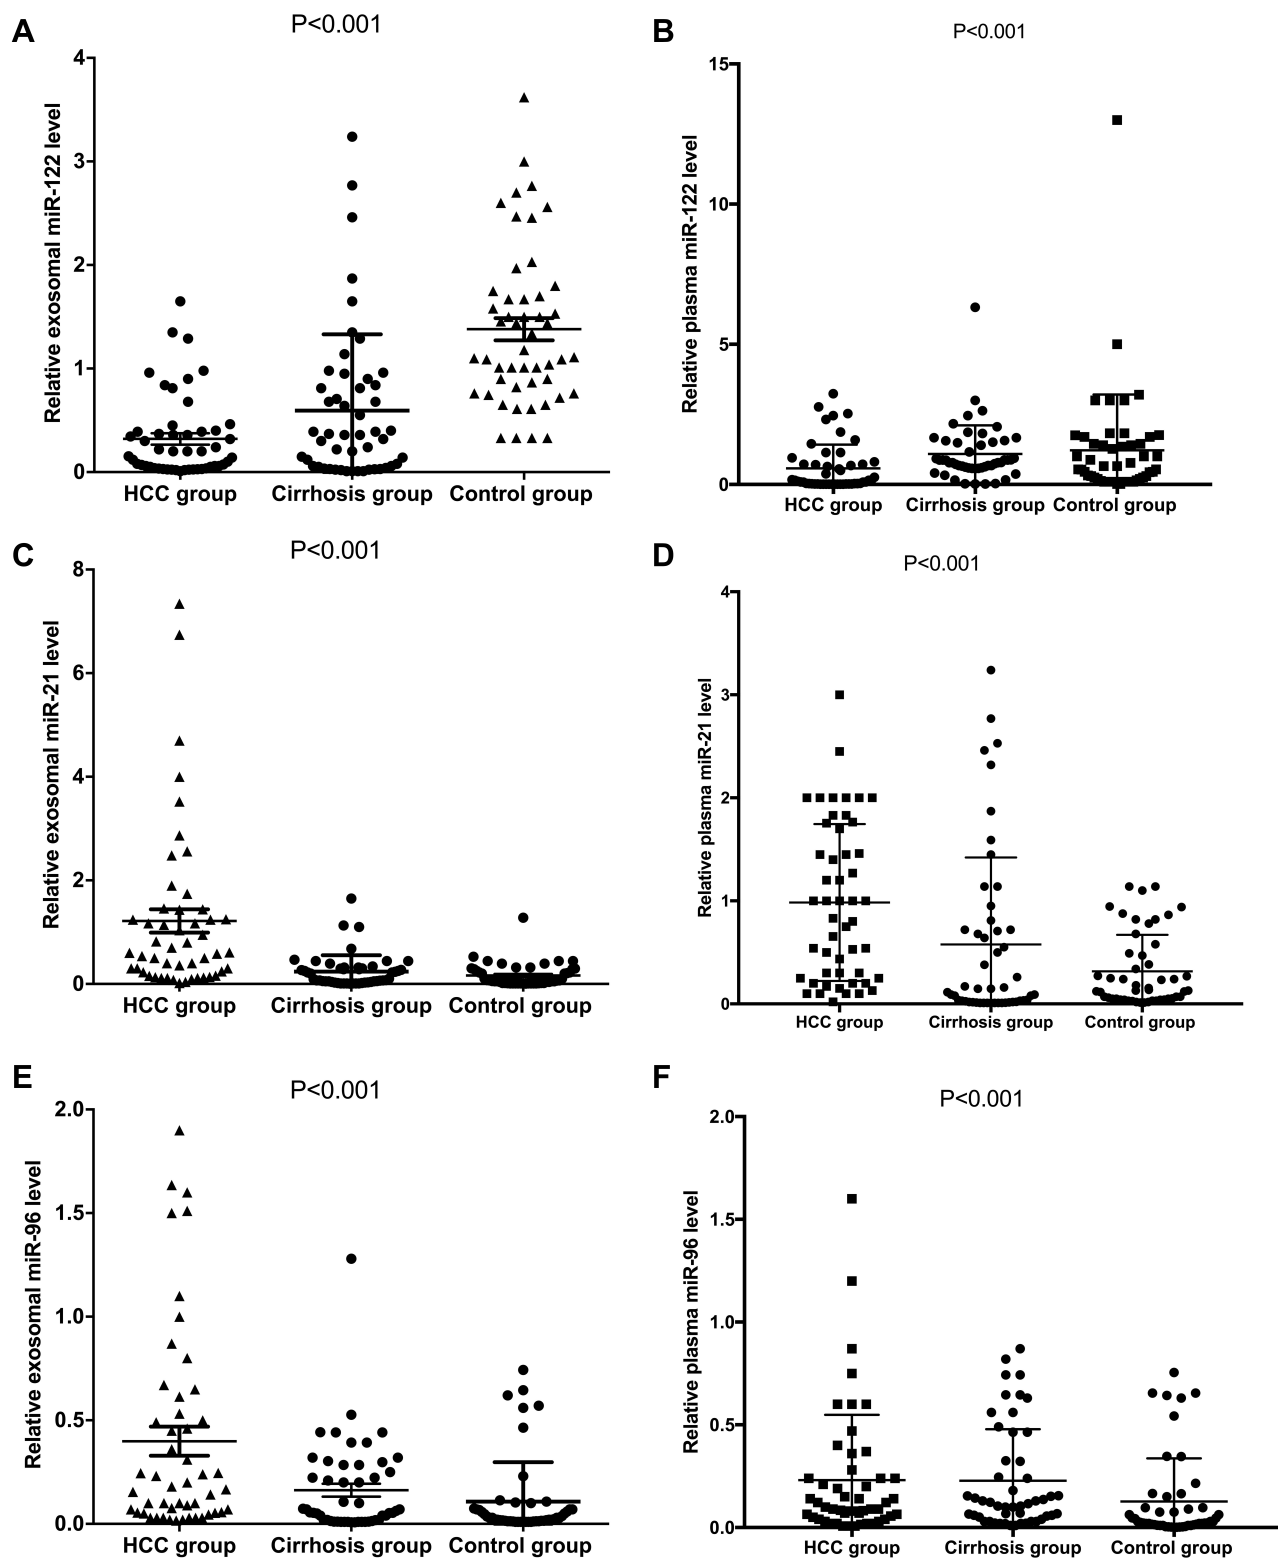 A
P<0.001
Relative exosomal miR-122 level
4
3
2
1
0
HCC group Cirrhosis group Control group
B
P<0.001
Relative plasma miR-122 level
15
10
5
0
HCC group Cirrhosis group Control group
C
P<0.001
Relative exosomal miR-21 level
8
6
4
2
0
HCC group Cirrhosis group Control group
D
P<0.001
Relative plasma miR-21 level
4
3
2
1
0
HCC group Cirrhosis group Control group
E
P<0.001
Relative exosomal miR-96 level
2.0
1.5
1.0
0.5
0.0
HCC group Cirrhosis group Control group
F
P<0.001
Relative plasma miR-96 level
2.0
1.5
1.0
0.5
0.0
HCC group Cirrhosis group Control group